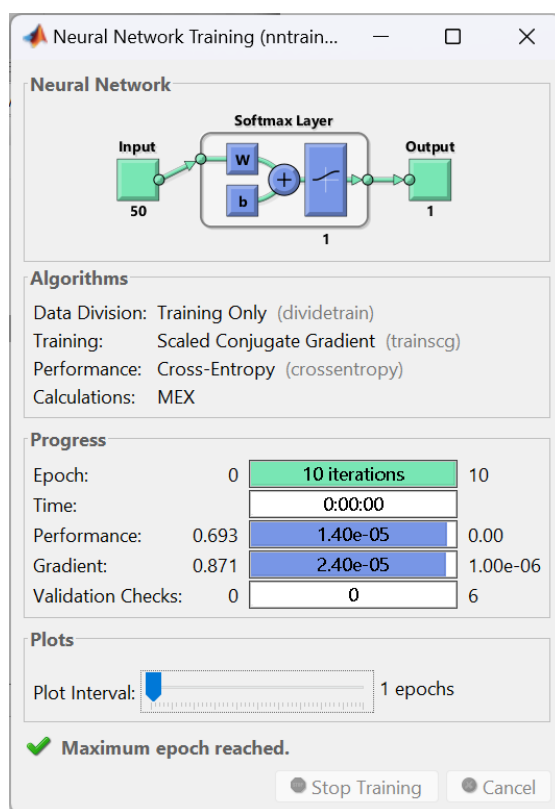 Neural Network Training (nntrain...
Neural Network
Softmax Layer
Input
Output
W
b
50
1
1
Algorithms
Data Division: Training Only (dividetrain)
Training: Scaled Conjugate Gradient (trainscg)
Performance: Cross-Entropy (crossentropy)
Calculations: MEX
Progress
Epoch: 0 10 iterations 10
Time: 0:00:00
Performance: 0.693 1.40e-05 0.00
Gradient: 0.871 2.40e-05 1.00e-06
Validation Checks: 0 0 6
Plots
Plot Interval: 1 epochs
Maximum epoch reached.
Stop Training Cancel